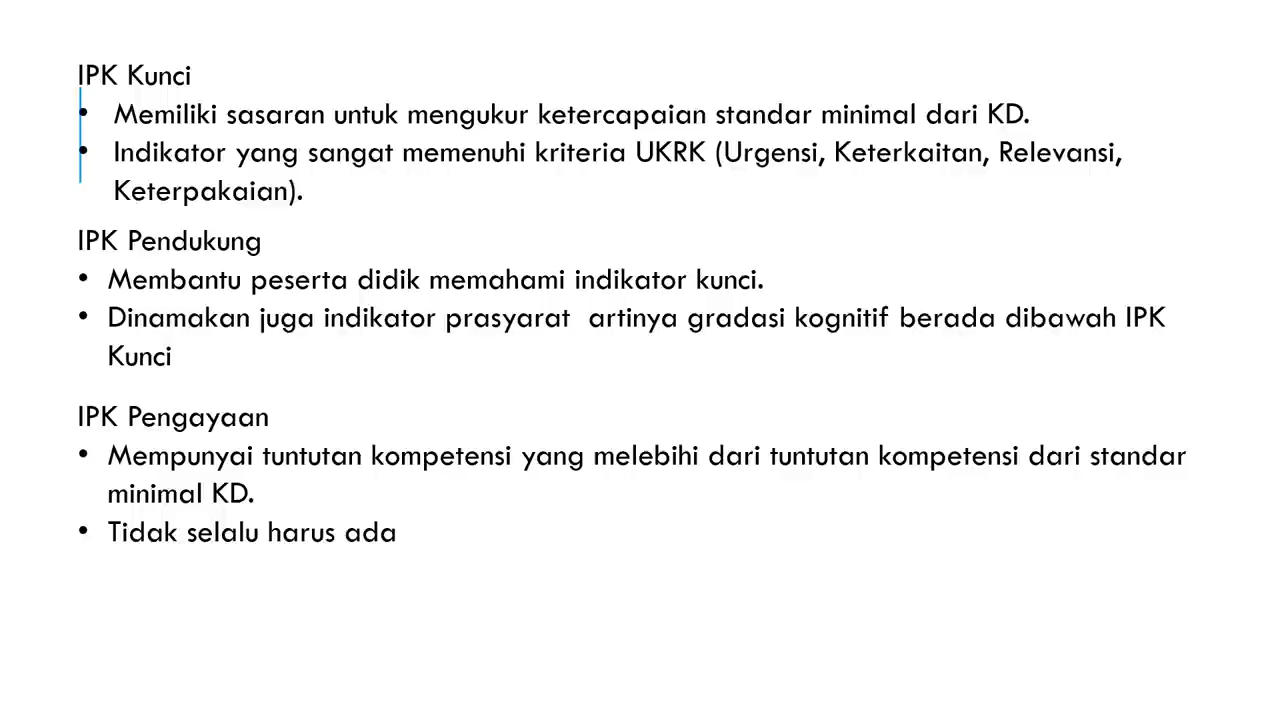 IPK Kunci
• Memiliki sasaran untuk mengukur ketercapaian standar minimal dari KD.
• Indikator yang sangat memenuhi kriteria UKRK (Urgensi, Keterkaitan, Relevansi,
Keterpakaian).
IPK Pendukung
• Membantu peserta didik memahami indikator kunci.
• Dinamakan juga indikator prasyarat  artinya gradasi kognitif berada dibawah IPK
Kunci
IPK Pengayaan
• Mempunyai tuntutan kompetensi yang melebihi dari tuntutan kompetensi dari standar
minimal KD.
• Tidak selalu harus ada